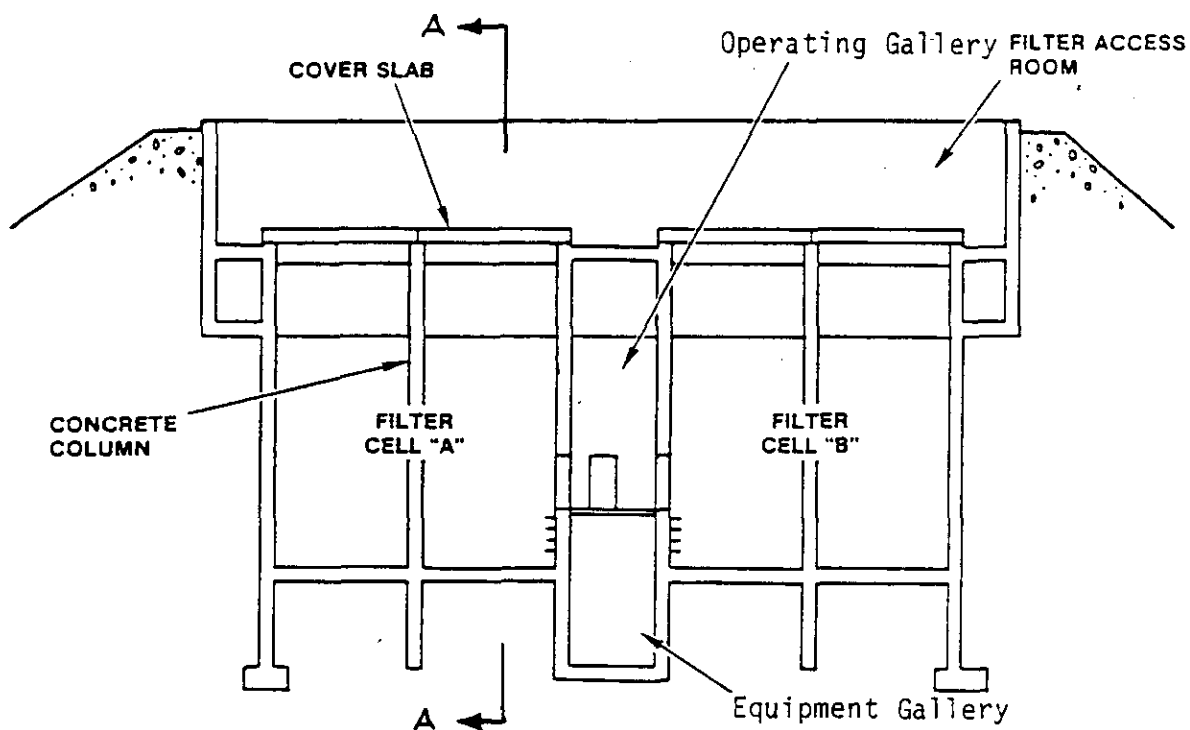 A
Operating Gallery
FILTER ACCESS
ROOM
COVER SLAB
CONCRETE
COLUMN
FILTER
CELL "A"
FILTER
CELL "B"
A
Equipment Gallery